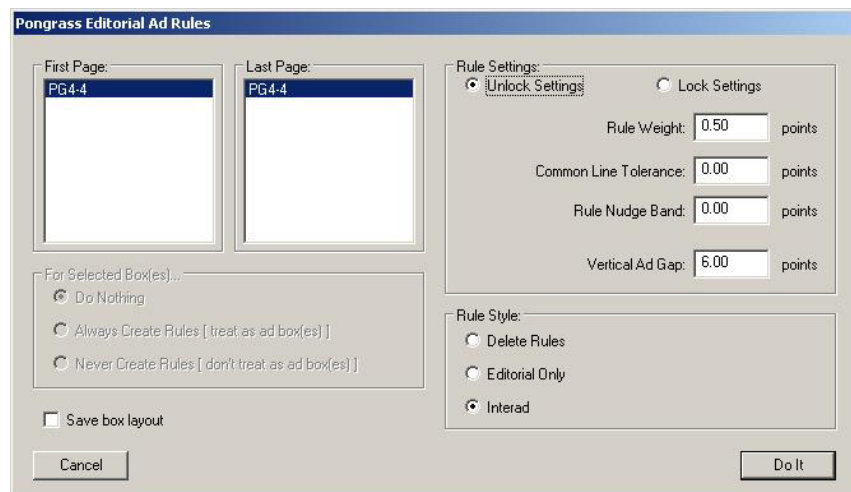 Pongrass Editorial Ad Rules
First Page:
PG4-4
Last Page:
PG4-4
For Selected Box(es)...
Do Nothing
Always Create Rules [ treat as ad box(es) ]
Never Create Rules [ don't treat as ad box(es) ]
Save box layout
Cancel
Rule Settings:
Unlock Settings Lock Settings
Rule Weight: 0.50 points
Common Line Tolerance: 0.00 points
Rule Nudge Band: 0.00 points
Vertical Ad Gap: 6.00 points
Rule Style:
Delete Rules
Editorial Only
Interad
Do It